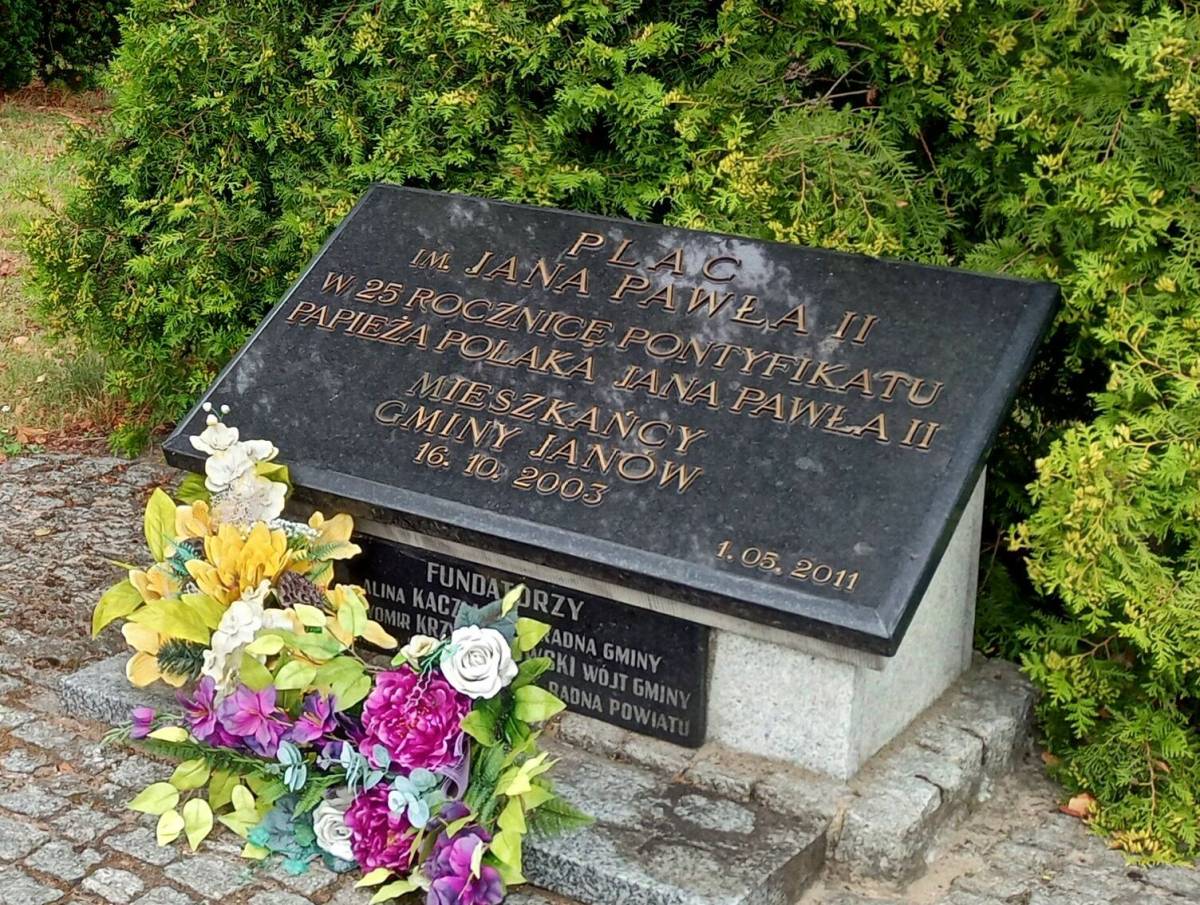 PLAC
IM. JANA PAWŁA II
W 25 ROCZNICĘ PONTYFIKATU
PAPIEŻA POLAKA JANA PAWŁA II
MIESZKAŃCY
GMINY JANÓW
16. 10. 2003
1. 05. 2011
FUNDATORZY
RADNA GMINY
WÓJT GMINY
RADNA POWIATU